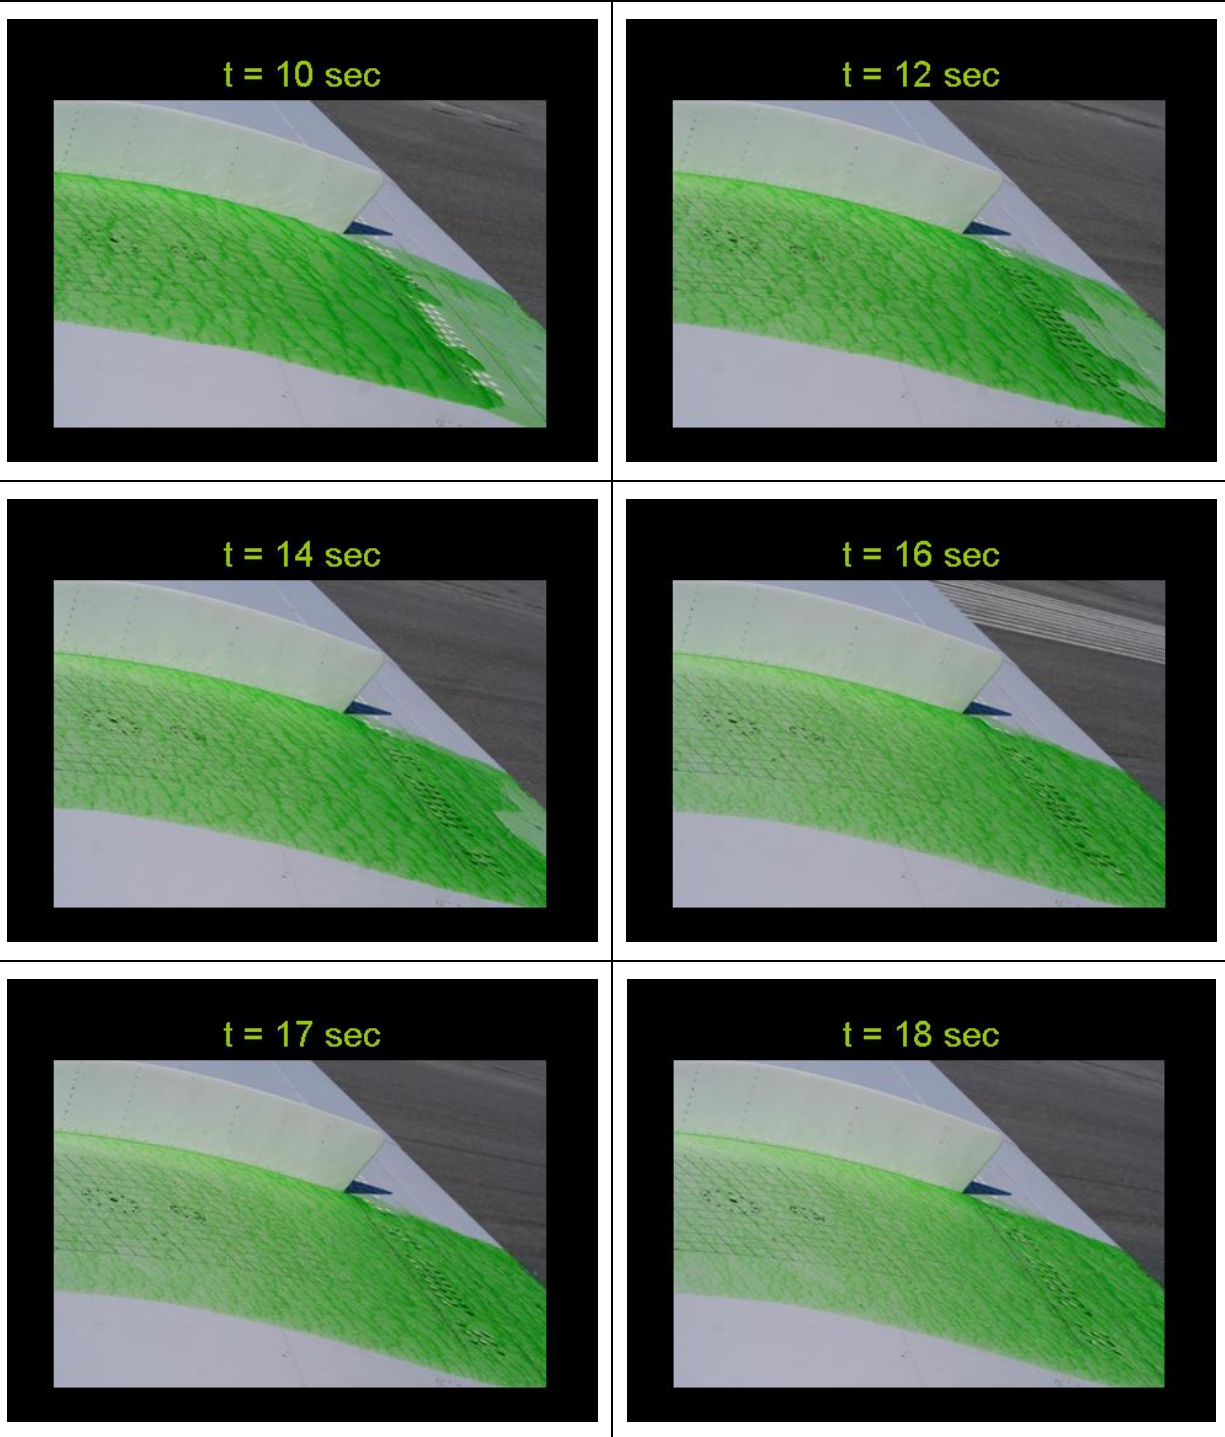 t = 10 sec
t = 12 sec
t = 14 sec
t = 16 sec
t = 17 sec
t = 18 sec